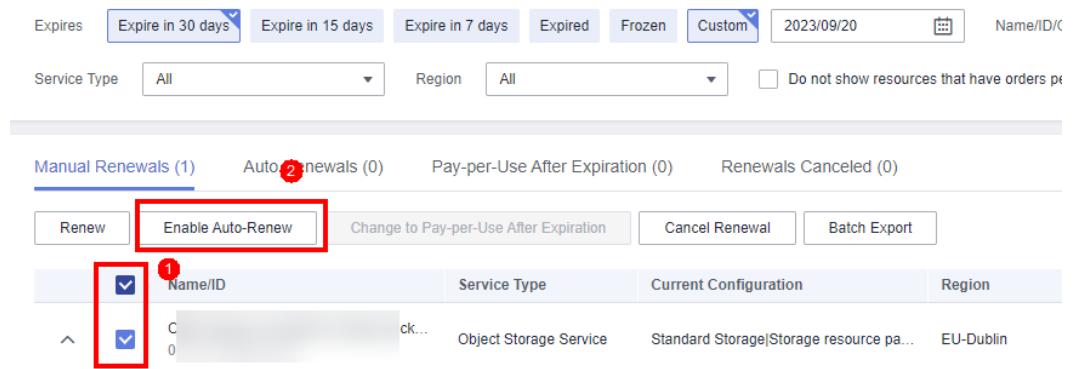 Expires Expire in 30 days Expire in 15 days Expire in 7 days Expired Frozen Custom 2023/09/20 Name/ID/
Service Type All Region All Do not show resources that have orders pe
Manual Renewals (1) Auto Renewals (0) Pay-per-Use After Expiration (0) Renewals Canceled (0)
2
Renew Enable Auto-Renew Change to Pay-per-Use After Expiration Cancel Renewal Batch Export
1
Name/ID Service Type Current Configuration Region
ck... Object Storage Service Standard Storage|Storage resource pa... EU-Dublin
0